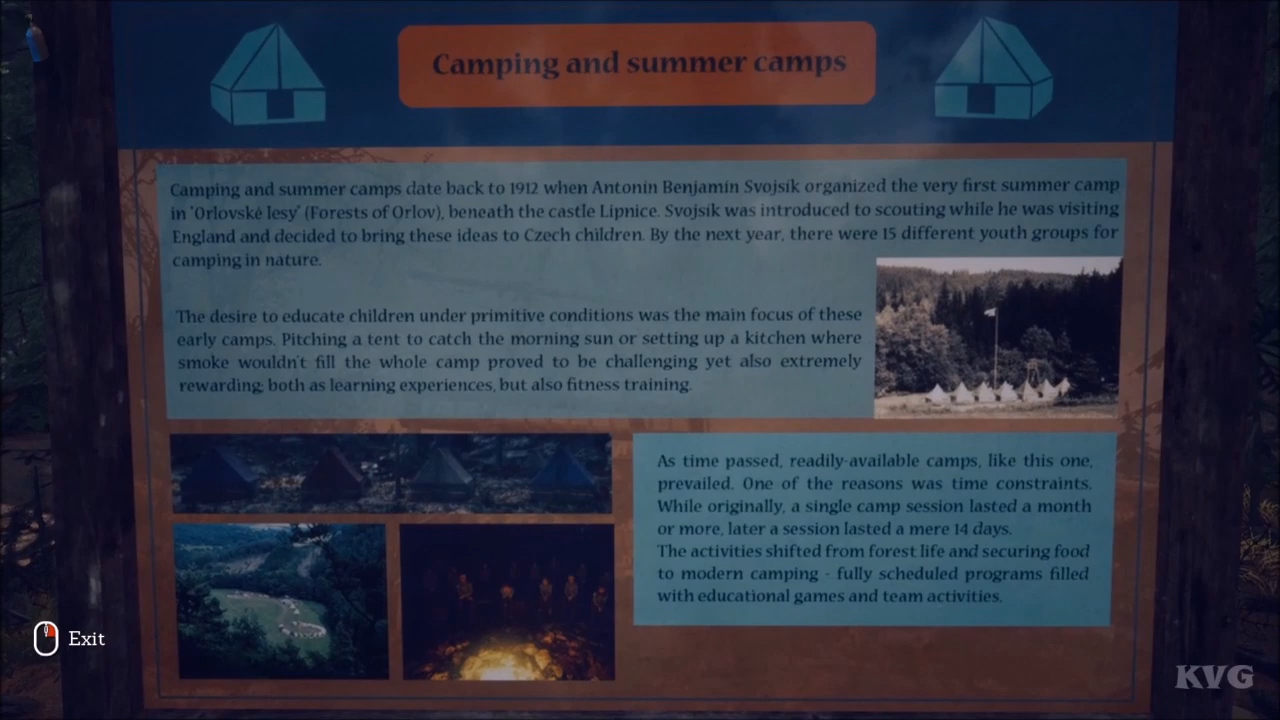 Camping and summer camps
Camping and summer camps date back to 1912 when Antonín Benjamín Svojsík organized the very first summer camp
in "Orlovské lesy" (Forests of Orlov), beneath the castle Lipnice. Svojsík was introduced to scouting while he was visiting
England and decided to bring these ideas to Czech children. By the next year, there were 15 different youth groups for
camping in nature.
The desire to educate children under primitive conditions was the main focus of these
early camps. Pitching a tent to catch the morning sun or setting up a kitchen where
smoke wouldn't fill the whole camp proved to be challenging yet also extremely
rewarding; both as learning experiences, but also fitness training.
As time passed, readily-available camps, like this one,
prevailed. One of the reasons was time constraints.
While originally, a single camp session lasted a month
or more, later a session lasted a mere 14 days.
The activities shifted from forest life and securing food
to modern camping - fully scheduled programs filled
with educational games and team activities.
Exit
KVG